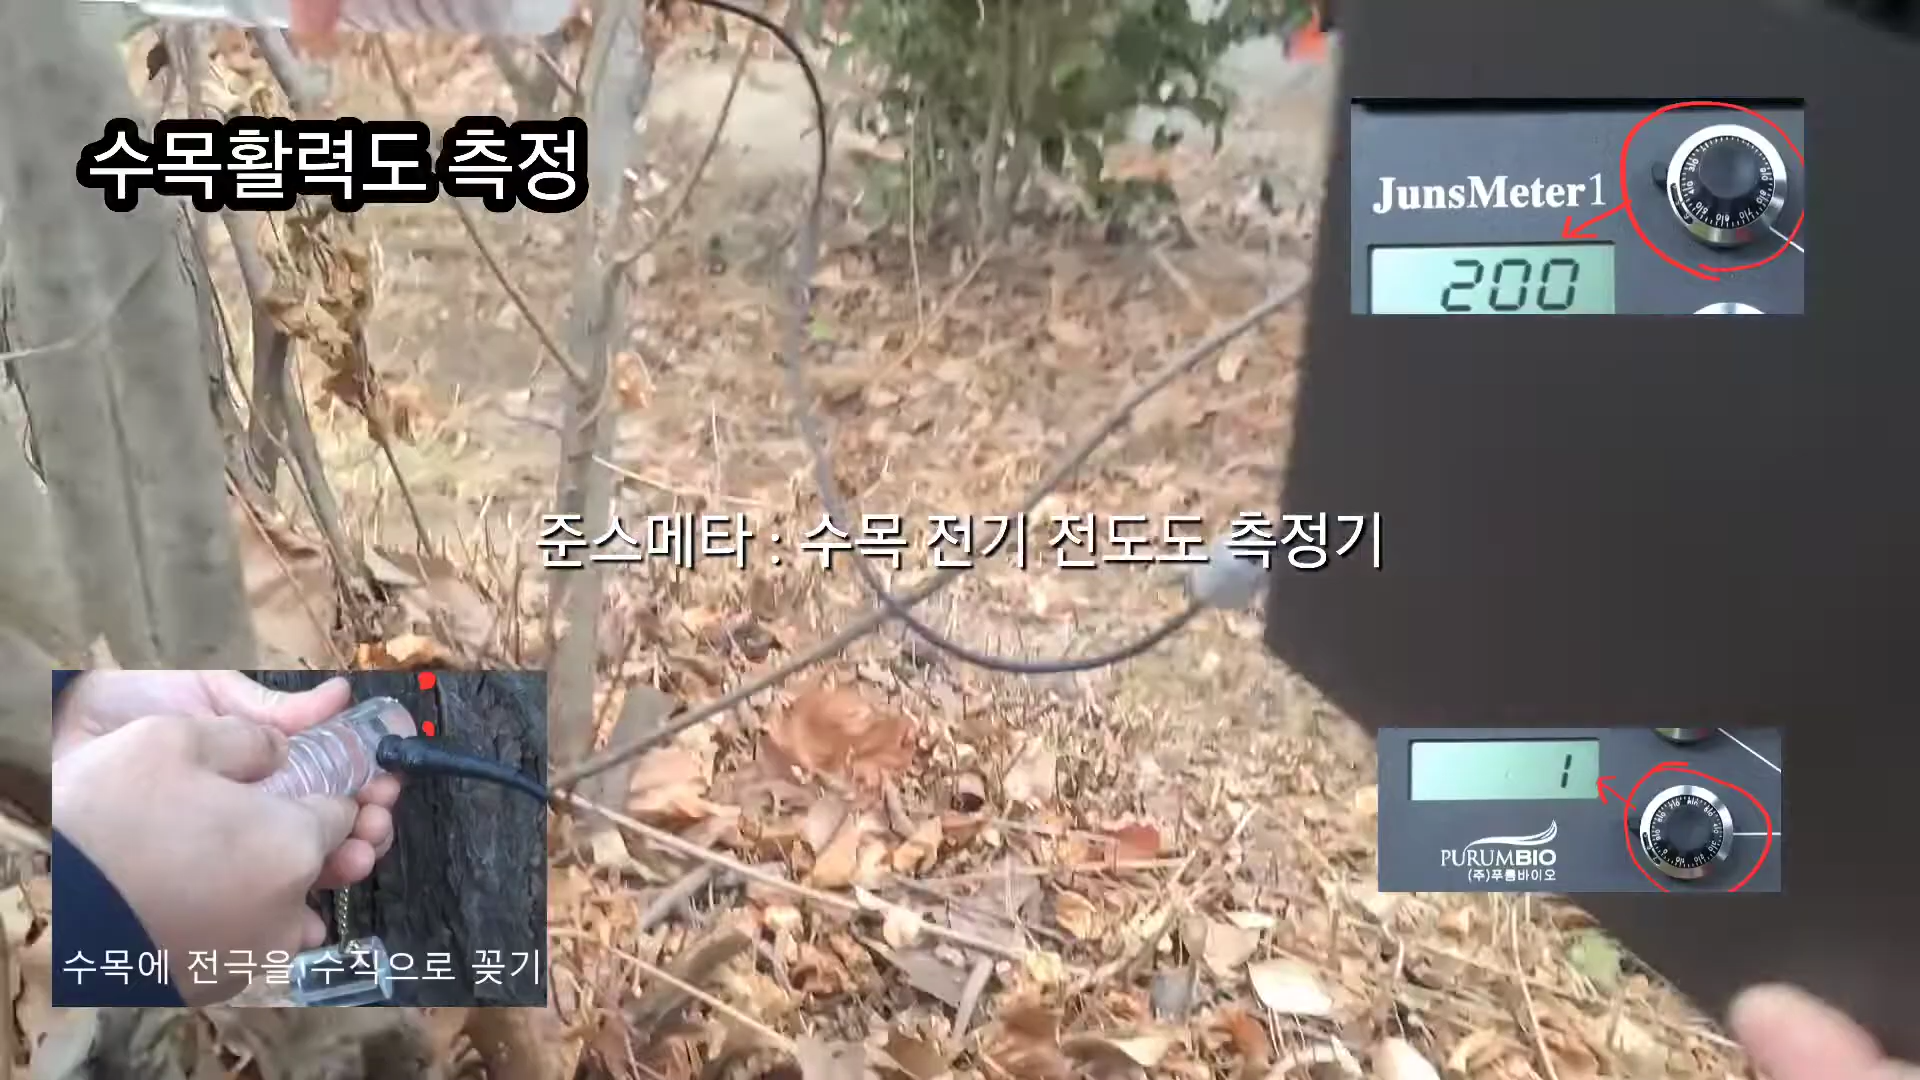 수목활력도 측정
JunsMeter1
200
준스메타 : 수목 전기 전도도 측정기
1
PURUMBIO
(주)푸름바이오
수목에 전극을 수직으로 꽂기